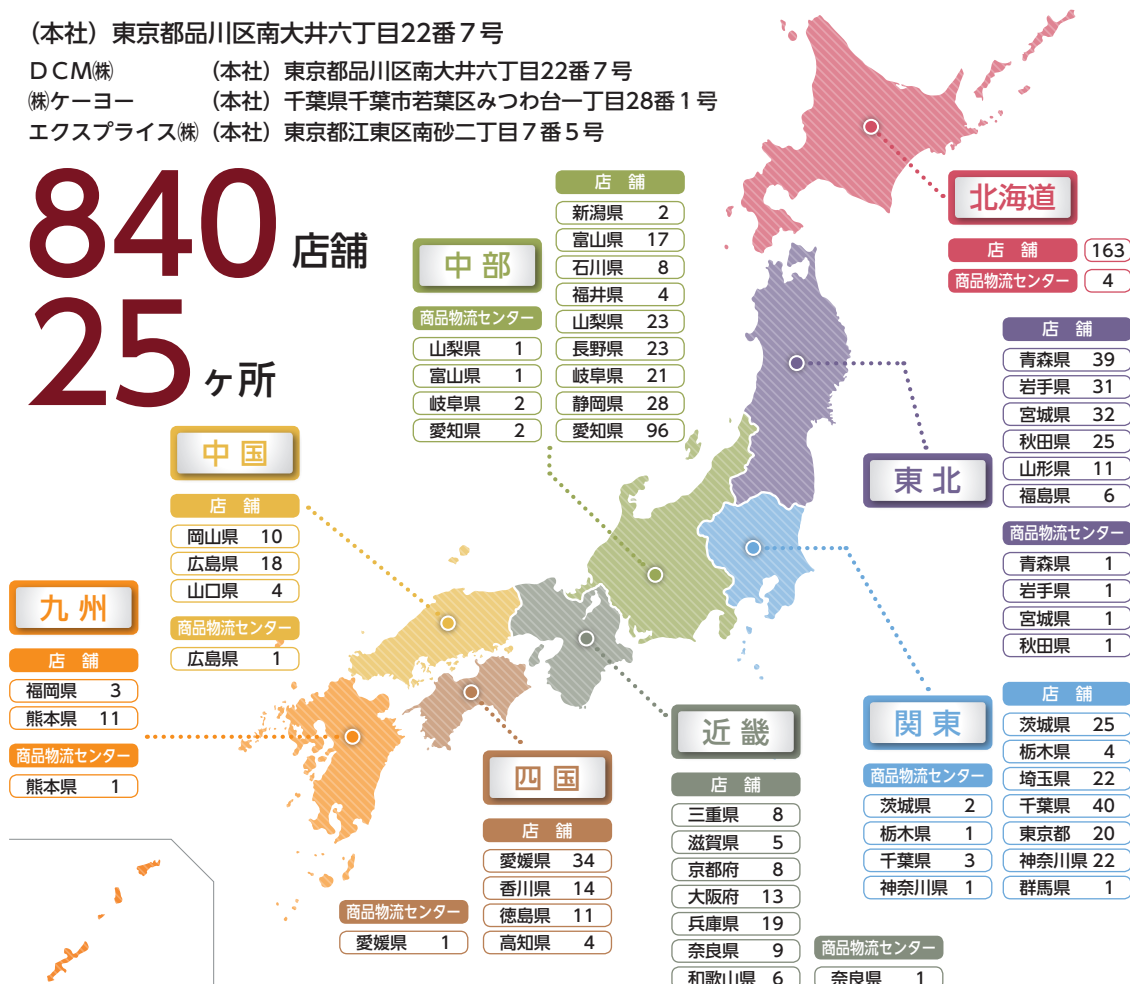 （本社）東京都品川区南大井六丁目22番７号
ＤＣＭ㈱ （本社）東京都品川区南大井六丁目22番７号
㈱ケーヨー （本社）千葉県千葉市若葉区みつわ台一丁目28番１号
エクスプライス㈱（本社）東京都江東区南砂二丁目７番５号
840 店舗
25 ヶ所
北海道
店 舗 163
商品物流センター 4
東 北
店 舗
青森県 39
岩手県 31
宮城県 32
秋田県 25
山形県 11
福島県 6
商品物流センター
青森県 1
岩手県 1
宮城県 1
秋田県 1
中 部
店 舗
新潟県 2
富山県 17
石川県 8
福井県 4
山梨県 23
長野県 23
岐阜県 21
静岡県 28
愛知県 96
商品物流センター
山梨県 1
富山県 1
岐阜県 2
愛知県 2
関 東
店 舗
茨城県 25
栃木県 4
埼玉県 22
千葉県 40
東京都 20
神奈川県 22
群馬県 1
商品物流センター
茨城県 2
栃木県 1
千葉県 3
神奈川県 1
中 国
店 舗
岡山県 10
広島県 18
山口県 4
商品物流センター
広島県 1
九 州
店 舗
福岡県 3
熊本県 11
商品物流センター
熊本県 1
四 国
店 舗
愛媛県 34
香川県 14
徳島県 11
高知県 4
商品物流センター
愛媛県 1
近 畿
店 舗
三重県 8
滋賀県 5
京都府 8
大阪府 13
兵庫県 19
奈良県 9
和歌山県 6
商品物流センター
奈良県 1